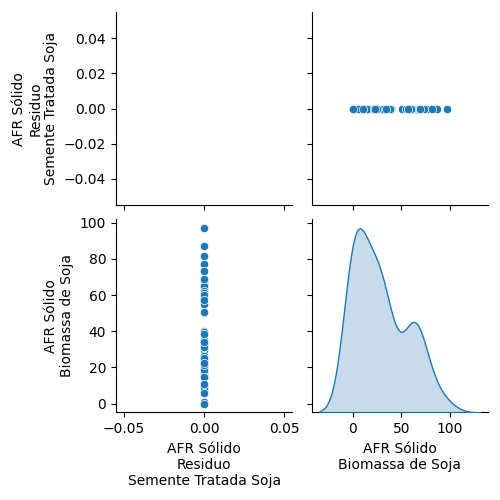 AFR Sólido
Residuo
Semente Tratada Soja
0.04
0.02
0.00
−0.02
−0.04
AFR Sólido
Biomassa de Soja
100
80
60
40
20
0
−0.05
0.00
0.05
AFR Sólido
Residuo
Semente Tratada Soja
0
50
100
AFR Sólido
Biomassa de Soja